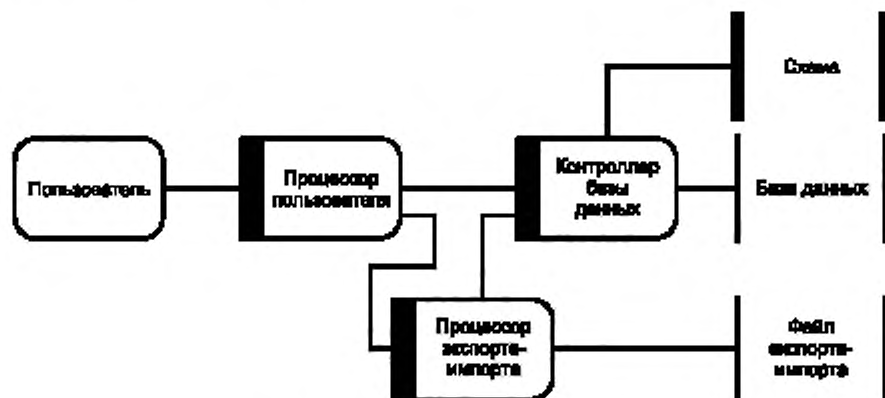 Схема
Пользователь
Процессор
пользователя
Контроллер
базы
данных
База данных
Процессор
экспорта-
импорта
Файл
экспорта-
импорта